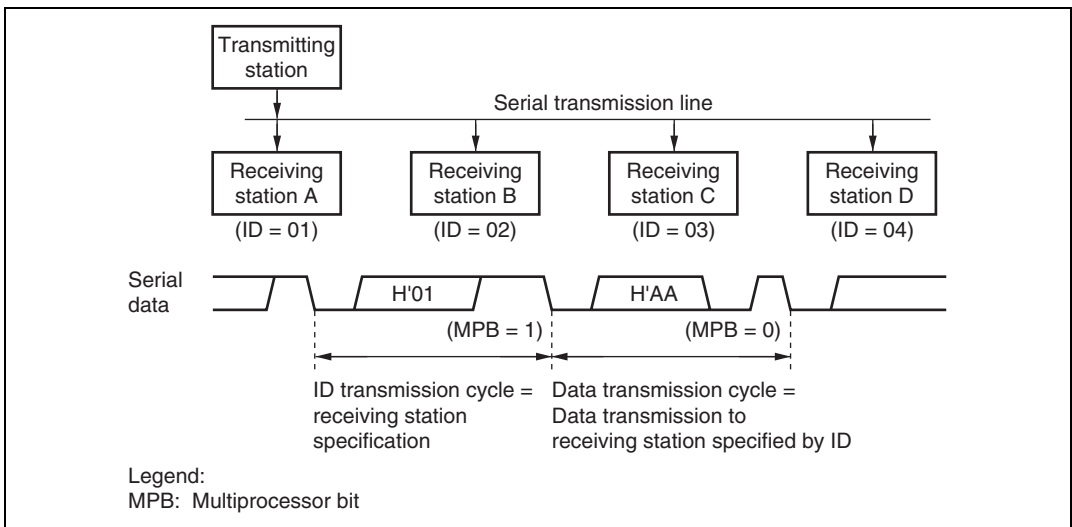 Transmitting
station
Serial transmission line
Receiving
station A
Receiving
station B
Receiving
station C
Receiving
station D
(ID = 01)
(ID = 02)
(ID = 03)
(ID = 04)
Serial
data
H'01
H'AA
(MPB = 1)
(MPB = 0)
ID transmission cycle =
receiving station
specification
Data transmission cycle =
Data transmission to
receiving station specified by ID
Legend:
MPB: Multiprocessor bit